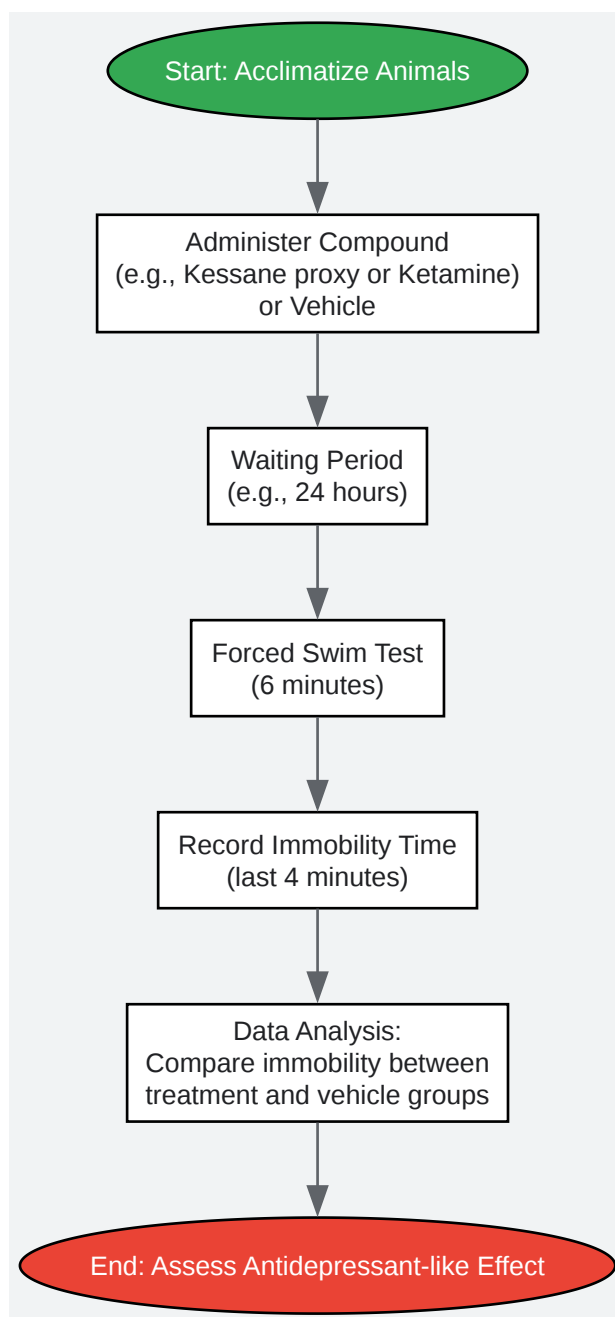 Start: Acclimatize Animals
Administer Compound
(e.g., Kessane proxy or Ketamine)
or Vehicle
Waiting Period
(e.g., 24 hours)
Forced Swim Test
(6 minutes)
Record Immobility Time
(last 4 minutes)
Data Analysis:
Compare immobility between
treatment and vehicle groups
End: Assess Antidepressant-like Effect